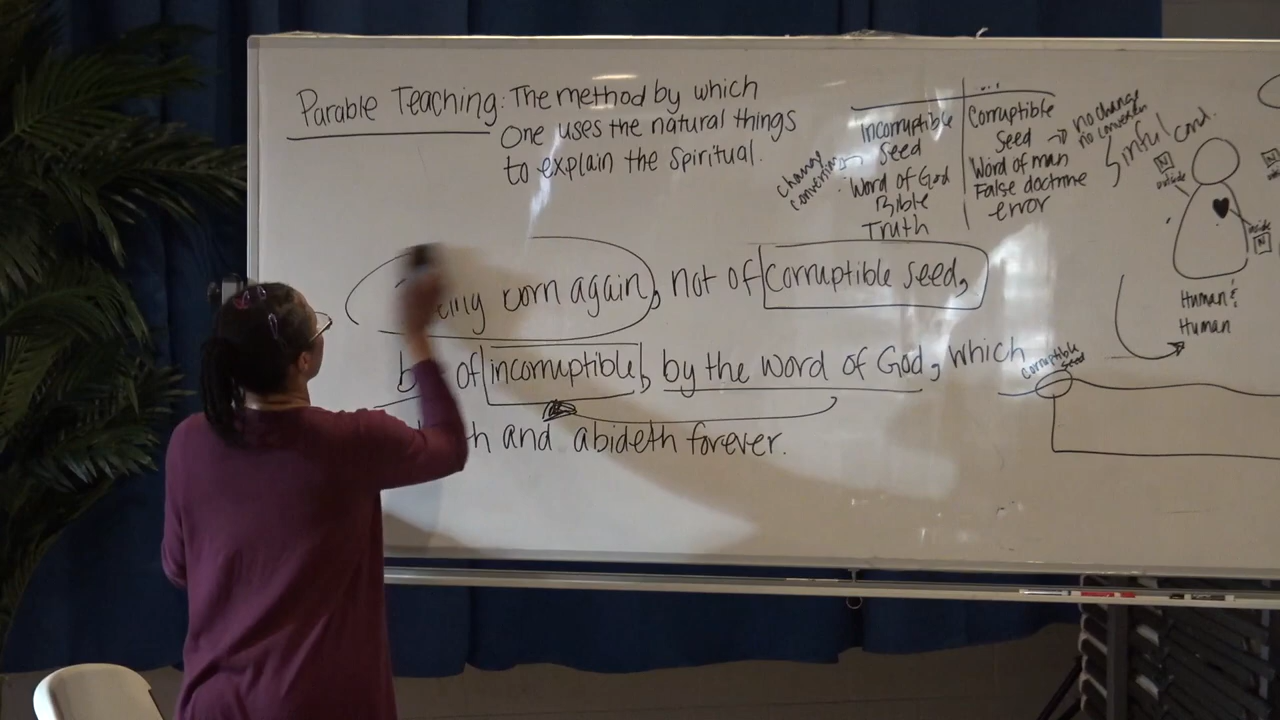 Parable Teaching: The method by which
one uses the natural things
to explain the spiritual.
Incorruptible
Seed
Word of God
Bible
Truth
change
conversion
Corruptible
Seed → no change
no conversion
Word of man
False doctrine
error
Sinful cond.
N
outside
inside
N
Human &
Human
born again, not of corruptible seed,
of incorruptible, by the word of God, which
corruptible
seed
and abideth forever.